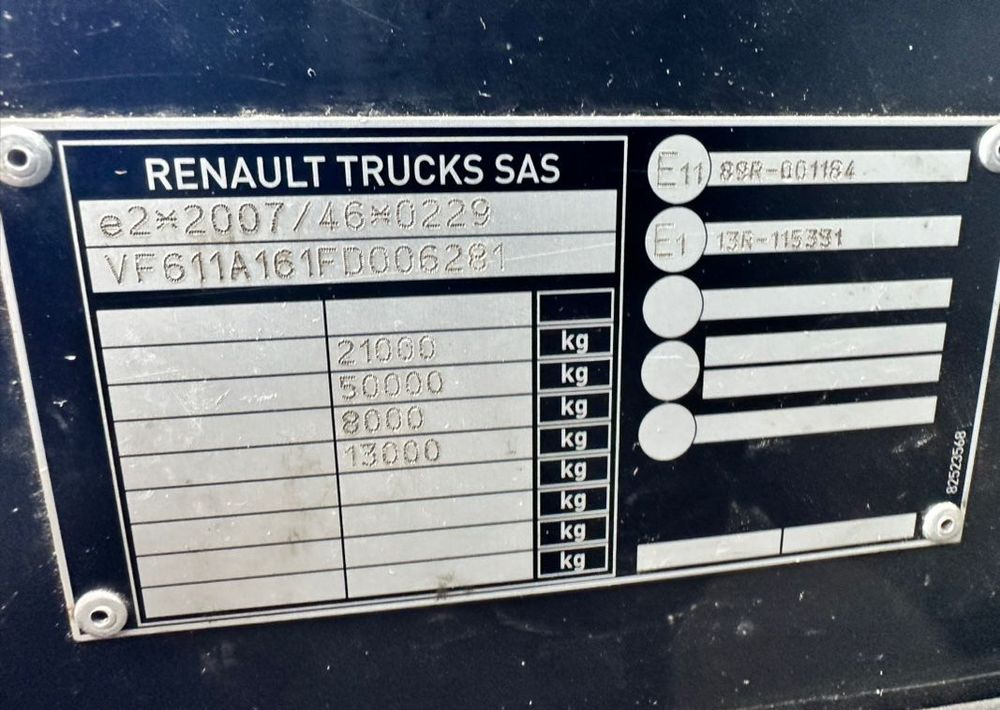 RENAULT TRUCKS SAS
e2*2007/46*0229
VF611A161FD006281
21000 kg
50000 kg
8000 kg
13000 kg
kg
kg
kg
kg
E11 89R-001184
E1 13R-115391
82523568